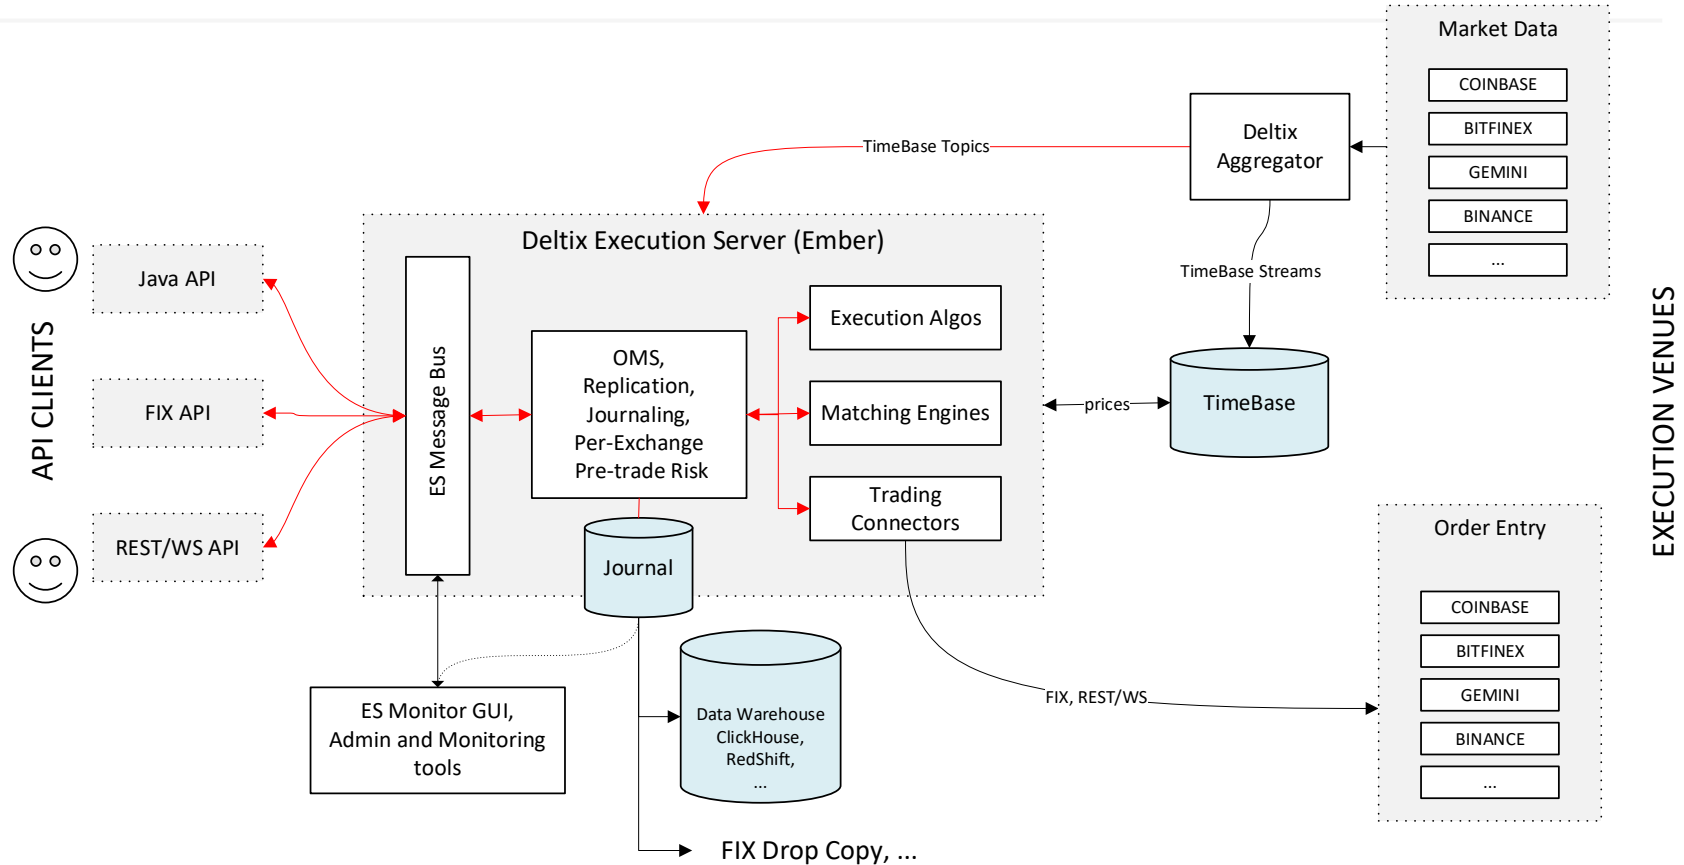 Market Data
COINBASE
BITFINEX
GEMINI
BINANCE
...
Deltix
Aggregator
TimeBase Topics
TimeBase Streams
TimeBase
prices
EXECUTION VENUES
API CLIENTS
Java API
FIX API
REST/WS API
Deltix Execution Server (Ember)
ES Message Bus
OMS,
Replication,
Journaling,
Per-Exchange
Pre-trade Risk
Execution Algos
Matching Engines
Trading
Connectors
Journal
ES Monitor GUI,
Admin and Monitoring
tools
Data Warehouse
ClickHouse,
RedShift,
...
FIX Drop Copy, ...
FIX, REST/WS
Order Entry
COINBASE
BITFINEX
GEMINI
BINANCE
...